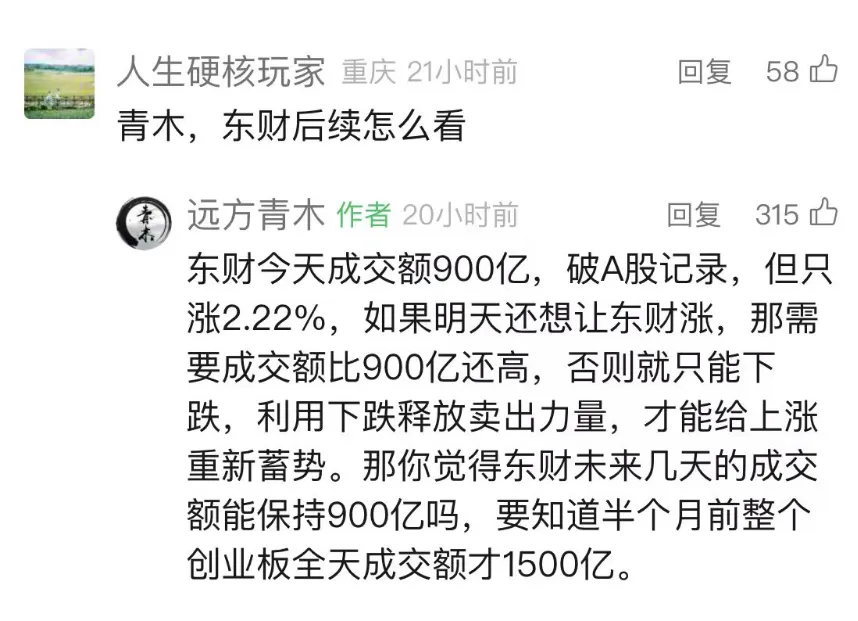 人生硬核玩家 重庆 21小时前 回复 58
青木，东财后续怎么看
青木
远方青木 作者 20小时前 回复 315
东财今天成交额900亿，破A股记录，但只
涨2.22%，如果明天还想让东财涨，那需
要成交额比900亿还高，否则就只能下
跌，利用下跌释放卖出力量，才能给上涨
重新蓄势。那你觉得东财未来几天的成交
额能保持900亿吗，要知道半个月前整个
创业板全天成交额才1500亿。